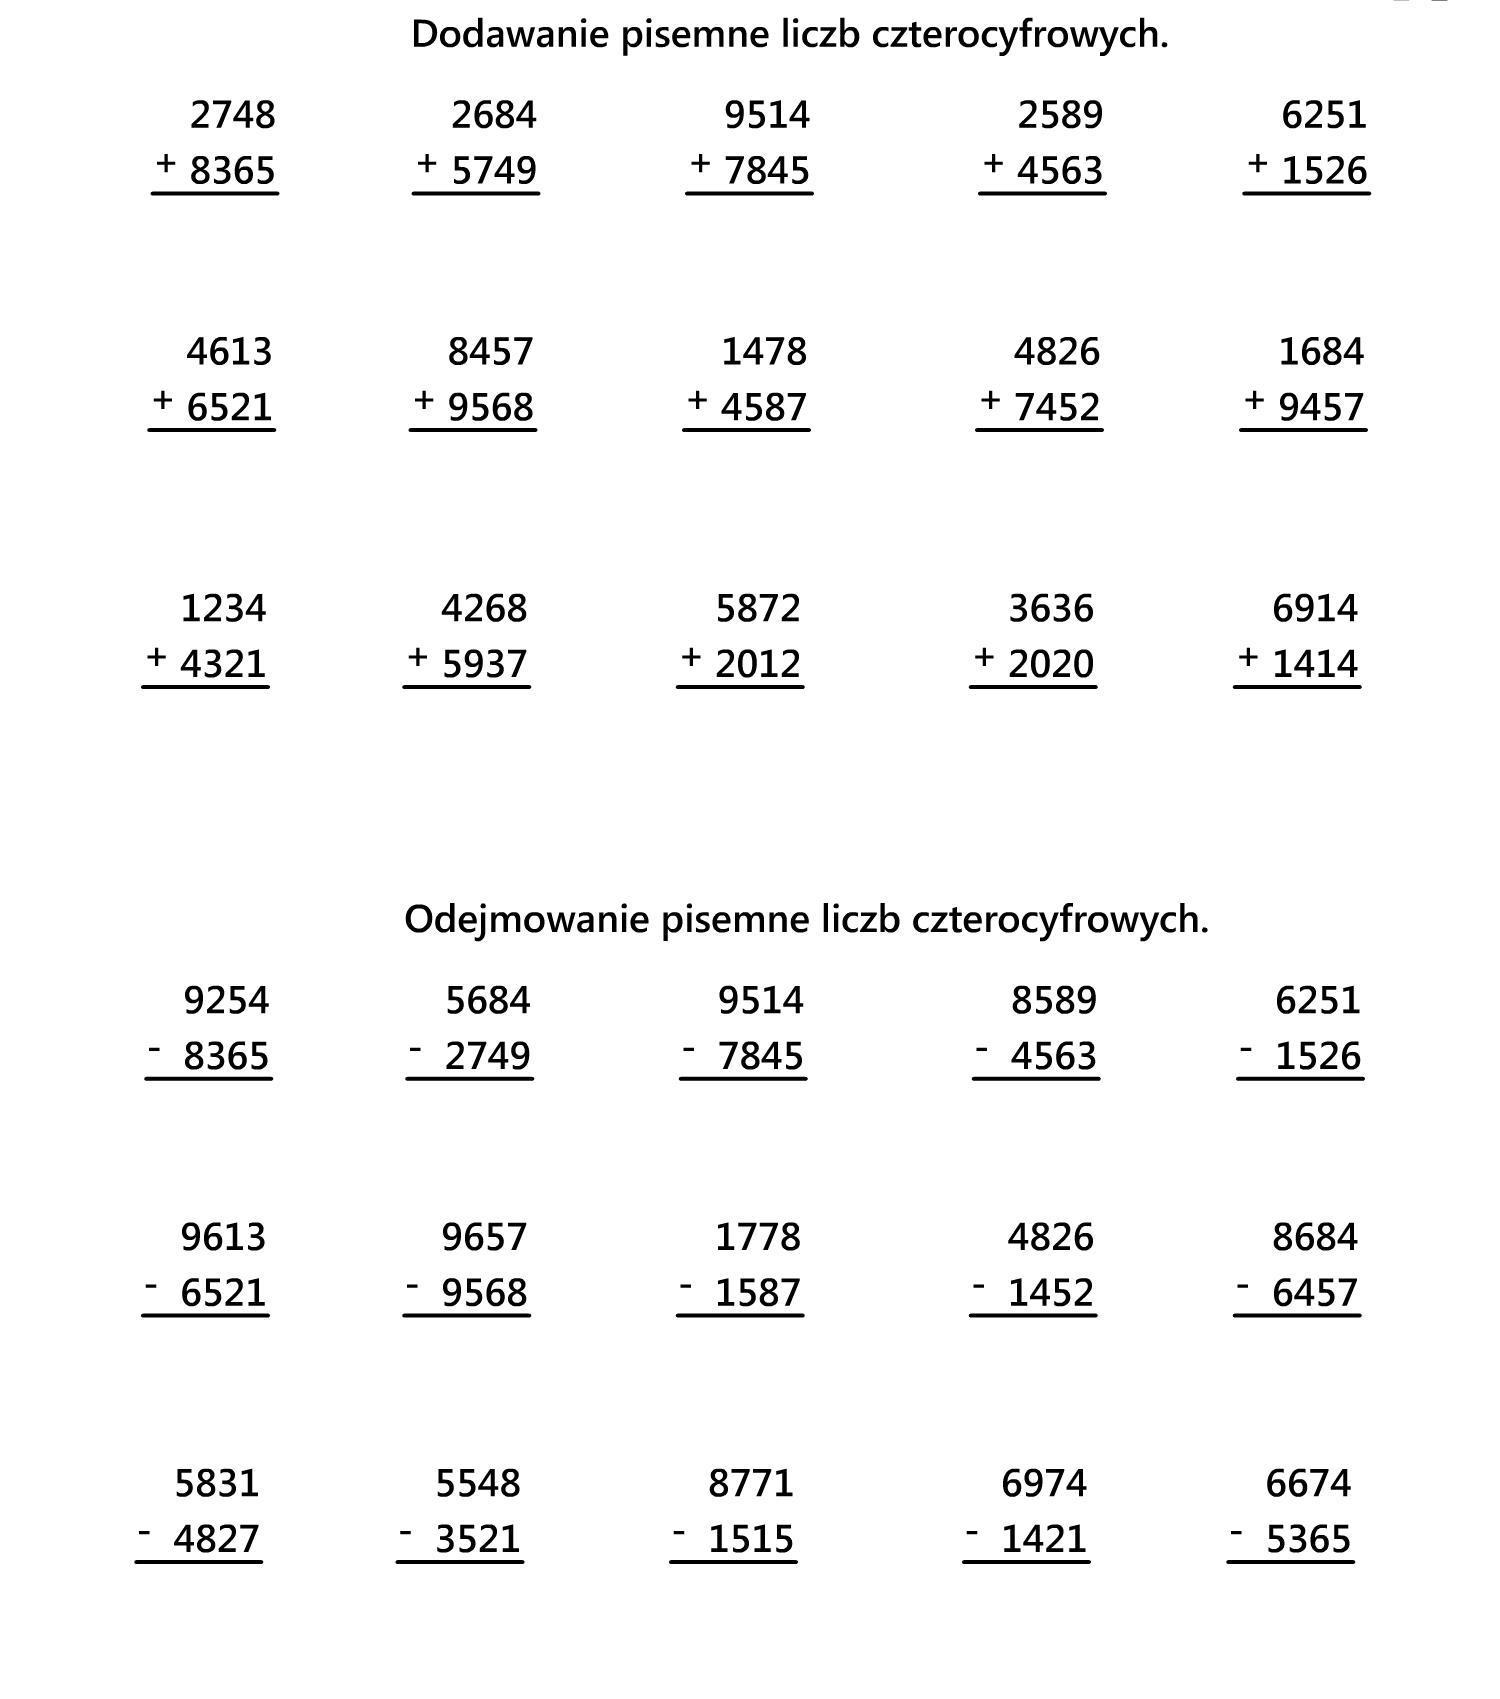 Dodawanie pisemne liczb czterocyfrowych.
2748 2684 9514 2589 6251
+ 8365 + 5749 + 7845 + 4563 + 1526
4613 8457 1478 4826 1684
+ 6521 + 9568 + 4587 + 7452 + 9457
1234 4268 5872 3636 6914
+ 4321 + 5937 + 2012 + 2020 + 1414
Odejmowanie pisemne liczb czterocyfrowych.
9254 5684 9514 8589 6251
- 8365 - 2749 - 7845 - 4563 - 1526
9613 9657 1778 4826 8684
- 6521 - 9568 - 1587 - 1452 - 6457
5831 5548 8771 6974 6674
- 4827 - 3521 - 1515 - 1421 - 5365